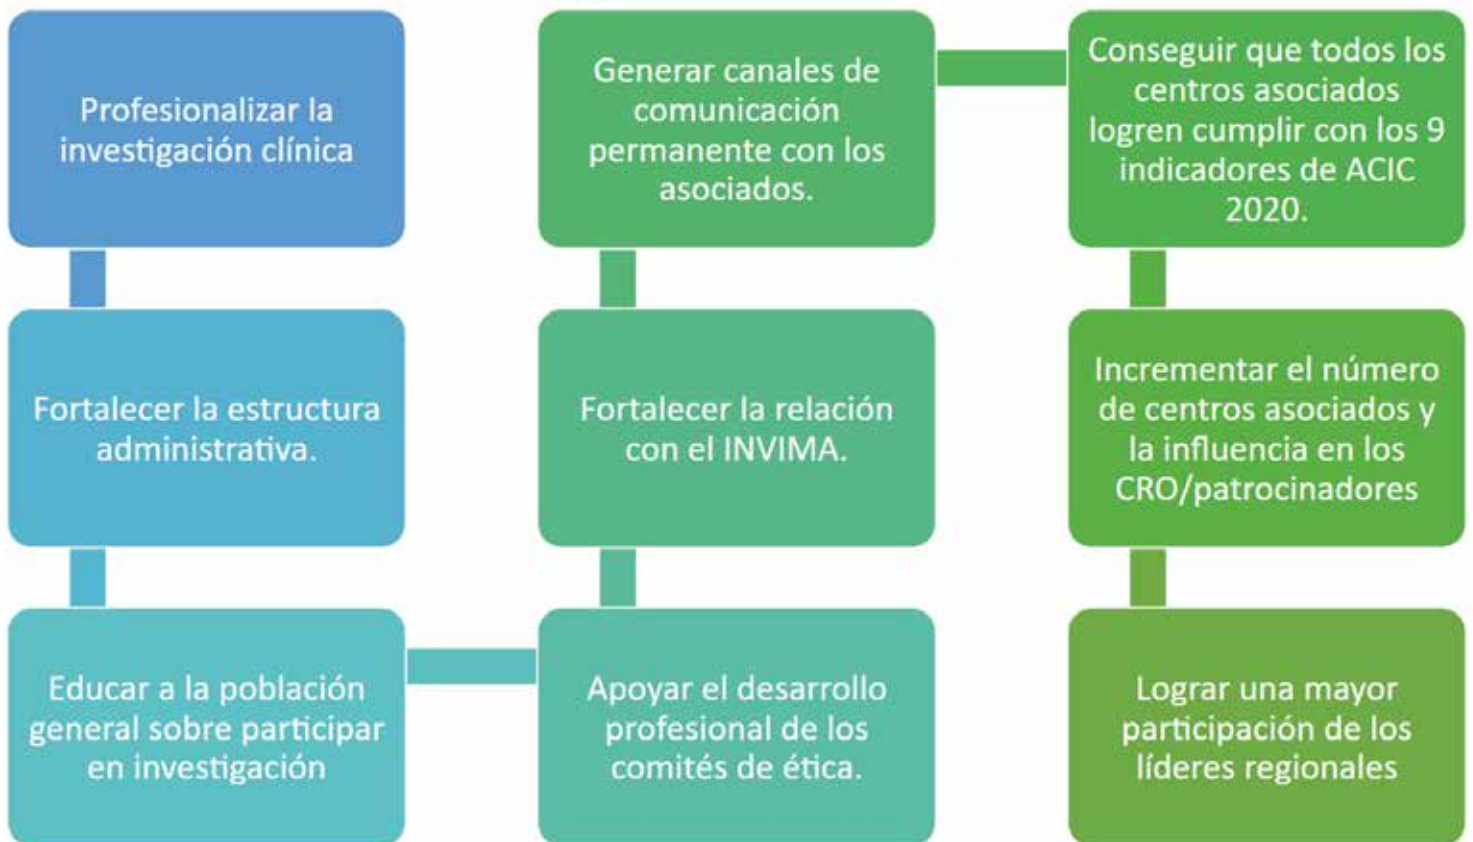 Profesionalizar la
investigación clínica
Fortalecer la estructura
administrativa.
Educar a la población
general sobre participar
en investigación
Apoyar el desarrollo
profesional de los
comités de ética.
Fortalecer la relación
con el INVIMA.
Generar canales de
comunicación
permanente con los
asociados.
Conseguir que todos los
centros asociados
logren cumplir con los 9
indicadores de ACIC
2020.
Incrementar el número
de centros asociados y
la influencia en los
CRO/patrocinadores
Lograr una mayor
participación de los
líderes regionales